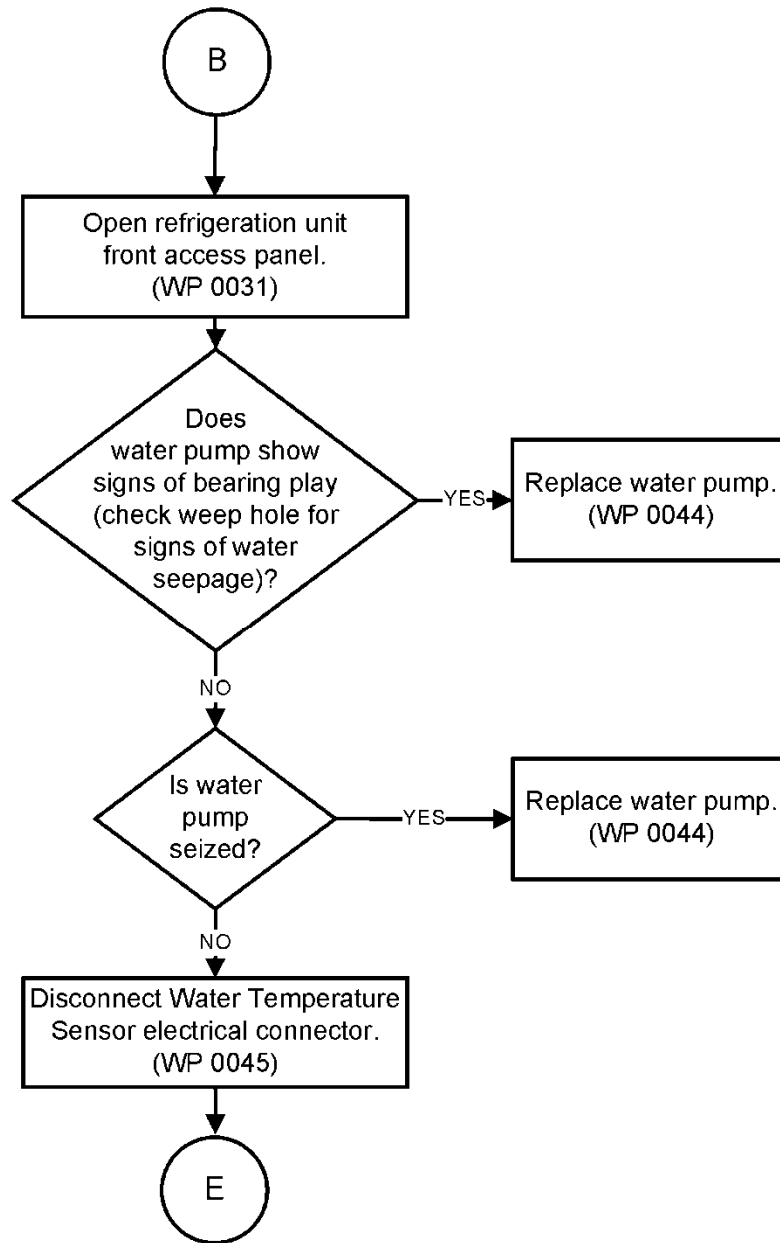 B
Open refrigeration unit
front access panel.
(WP 0031)
Does
water pump show
signs of bearing play
(check weep hole for
signs of water
seepage)?
YES
Replace water pump.
(WP 0044)
NO
Is water
pump
seized?
YES
Replace water pump.
(WP 0044)
NO
Disconnect Water Temperature
Sensor electrical connector.
(WP 0045)
E